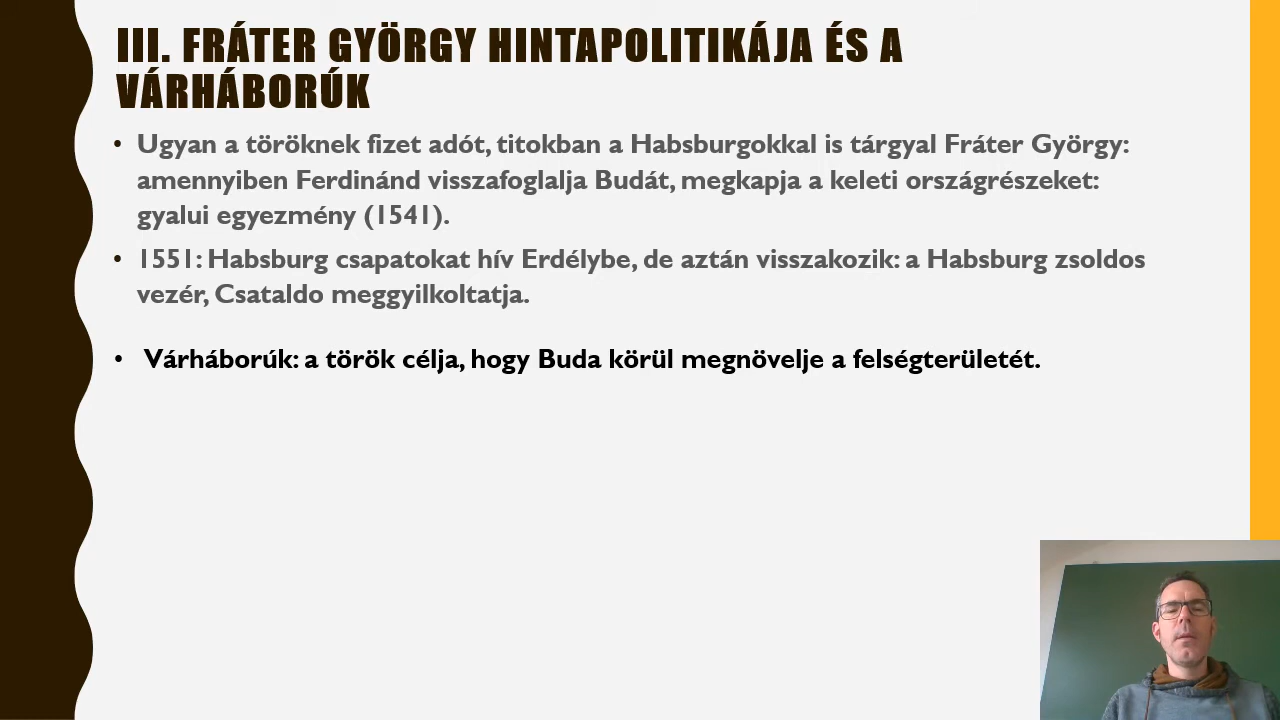 III. FRÁTER GYÖRGY HINTAPOLITIKÁJA ÉS A
VÁRHÁBORÚK
• Ugyan a töröknek fizet adót, titokban a Habsburgokkal is tárgyal Fráter György:
amennyiben Ferdinánd visszafoglalja Budát, megkapja a keleti országrészeket:
gyalui egyezmény (1541).
• 1551: Habsburg csapatokat hív Erdélybe, de aztán visszakozik: a Habsburg zsoldos
vezér, Csataldo meggyilkoltatja.
• Várháborúk: a török célja, hogy Buda körül megnövelje a felségterületét.